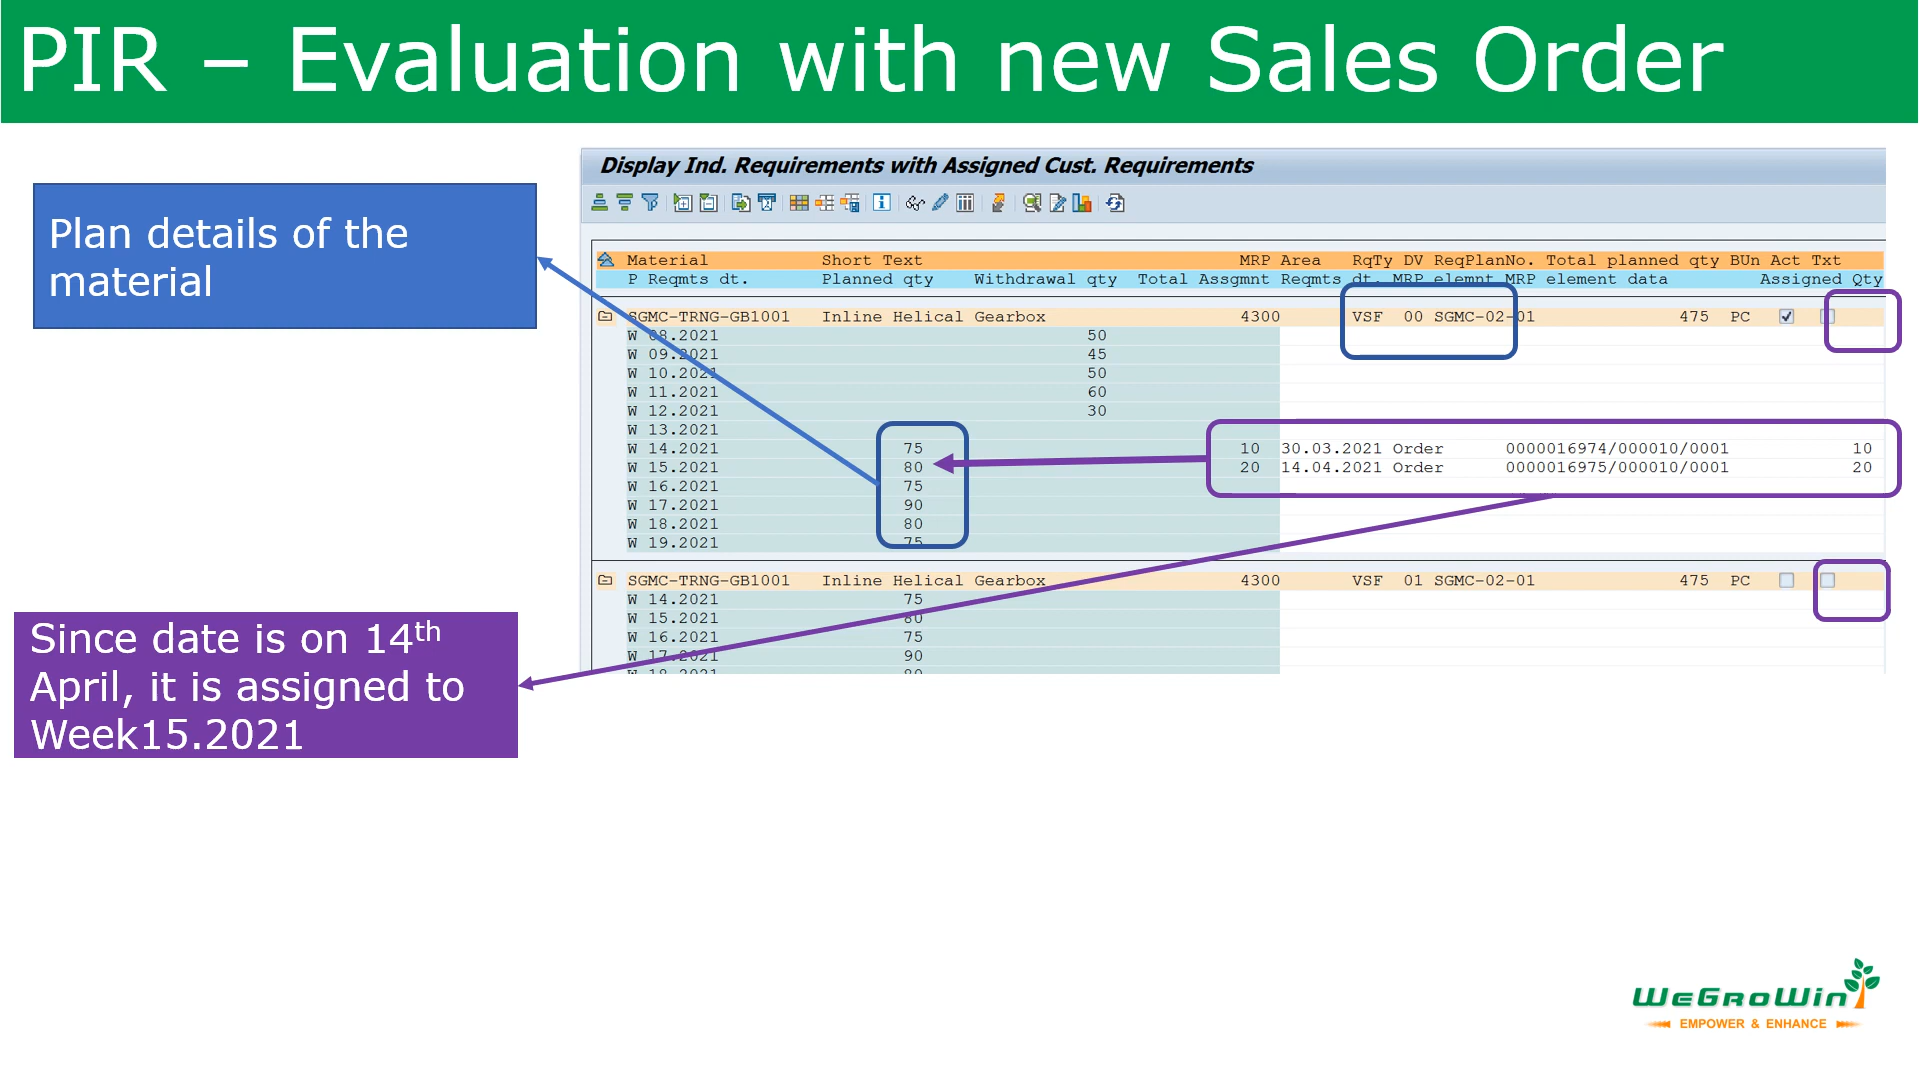 PIR – Evaluation with new Sales Order
Plan details of the
material
Display Ind. Requirements with Assigned Cust. Requirements
Material Short Text MRP Area RqTy DV ReqPlanNo. Total planned qty BUn Act Txt
P Reqmts dt. Planned qty Withdrawal qty Total Assgmnt Reqmts dt. MRP elemnt MRP element data Assigned Qty
SGMC-TRNG-GB1001 Inline Helical Gearbox 4300 VSF 00 SGMC-02-01 475 PC
W 08.2021 50
W 09.2021 45
W 10.2021 50
W 11.2021 60
W 12.2021 30
W 13.2021
W 14.2021 75 10 30.03.2021 Order 0000016974/000010/0001 10
W 15.2021 80 20 14.04.2021 Order 0000016975/000010/0001 20
W 16.2021 75
W 17.2021 90
W 18.2021 80
W 19.2021 75
SGMC-TRNG-GB1001 Inline Helical Gearbox 4300 VSF 01 SGMC-02-01 475 PC
W 14.2021 75
W 15.2021 80
W 16.2021 75
W 17.2021 90
W 18.2021 80
Since date is on 14th
April, it is assigned to
Week15.2021
WeGroWin
EMPOWER & ENHANCE